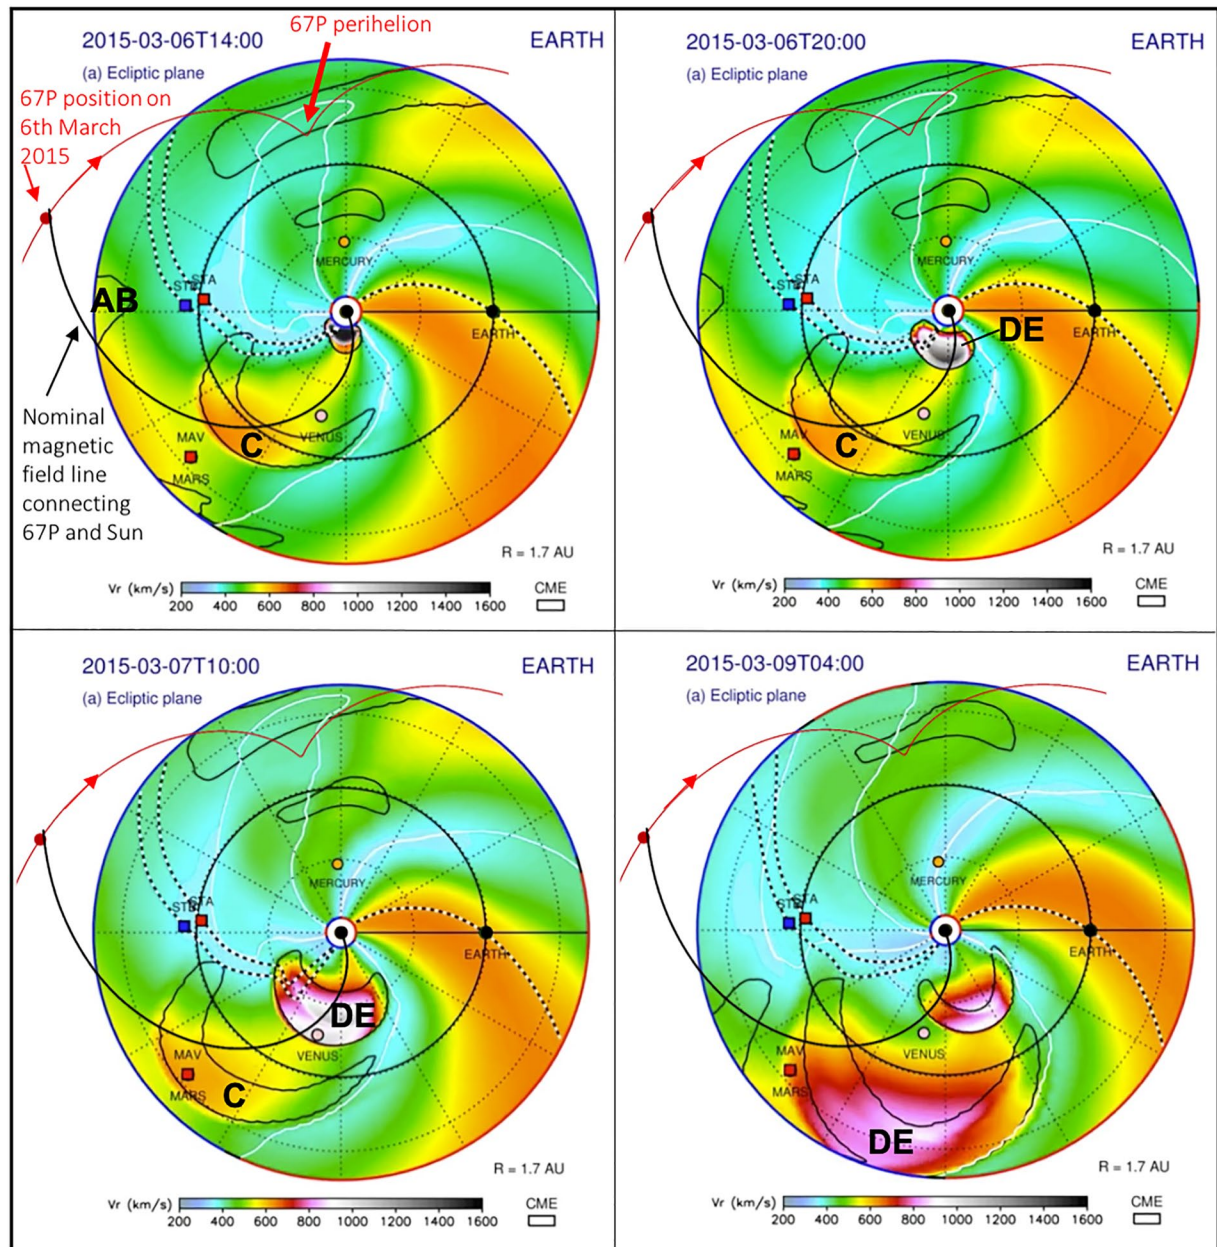 67P perihelion
2015-03-06T14:00
EARTH
(a) Ecliptic plane
67P position on
6th March
2015
MERCURY
STB
STA
AB
EARTH
Nominal
magnetic
field line
connecting
67P and Sun
MAV
C
VENUS
MARS
R = 1.7 AU
Vr (km/s)
200 400 600 800 1000 1200 1400 1600
CME
2015-03-06T20:00
EARTH
(a) Ecliptic plane
MERCURY
STB
STA
DE
EARTH
MAV
C
VENUS
MARS
R = 1.7 AU
Vr (km/s)
200 400 600 800 1000 1200 1400 1600
CME
2015-03-07T10:00
EARTH
(a) Ecliptic plane
MERCURY
STB
STA
EARTH
DE
MAV
VENUS
MARS
C
R = 1.7 AU
Vr (km/s)
200 400 600 800 1000 1200 1400 1600
CME
2015-03-09T04:00
EARTH
(a) Ecliptic plane
MERCURY
STB
STA
EARTH
MAV
VENUS
MARS
DE
R = 1.7 AU
Vr (km/s)
200 400 600 800 1000 1200 1400 1600
CME